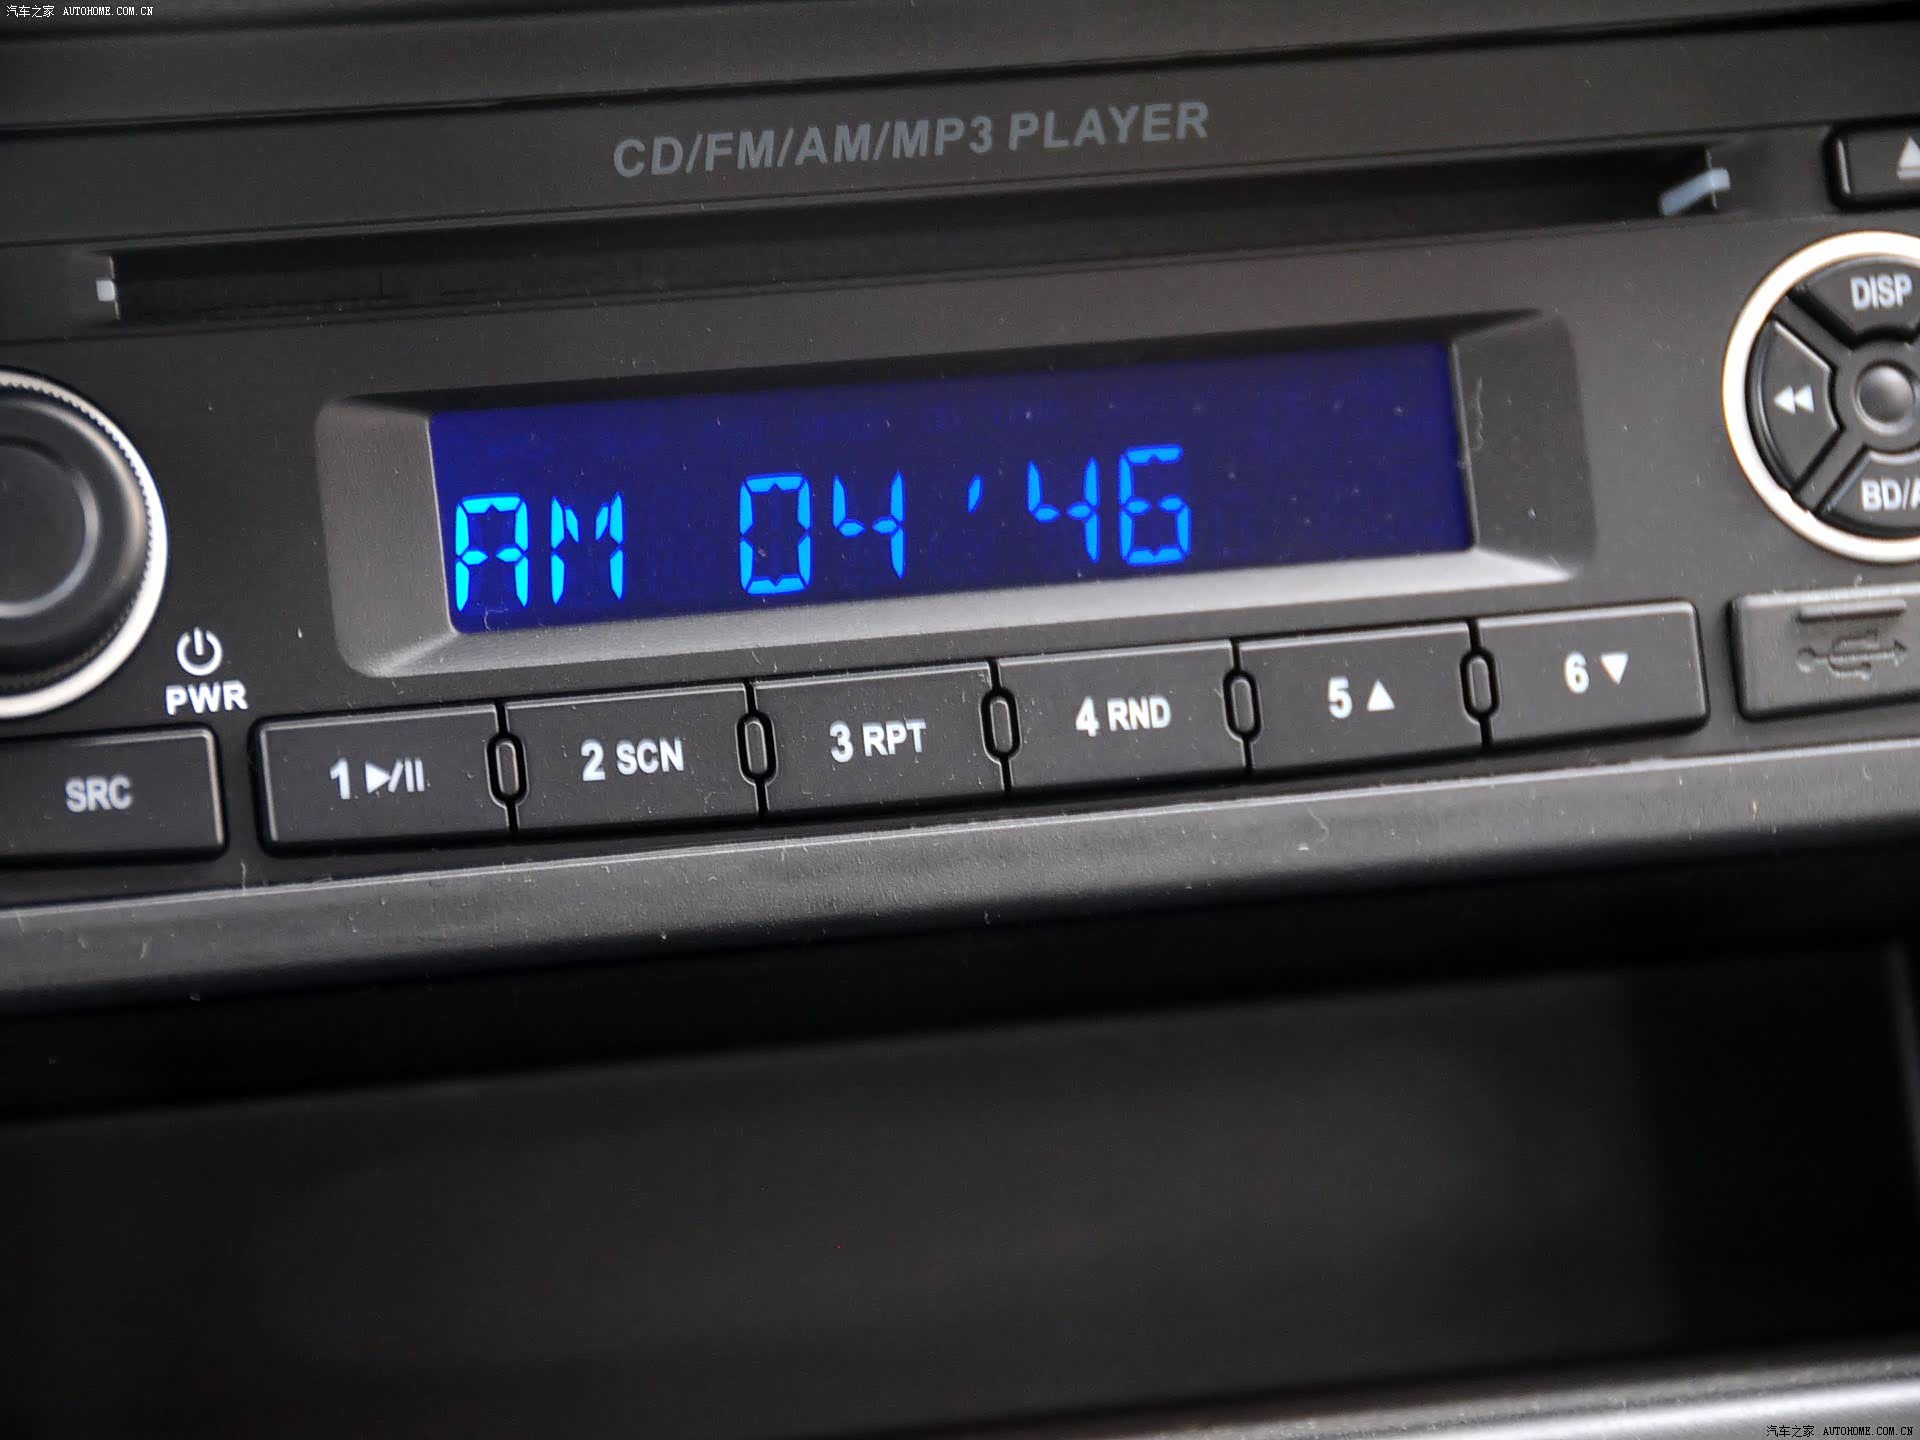 汽车之家 AUTOHOME.COM.CN
CD/FM/AM/MP3 PLAYER
DISP
AM 04'46
BD/A
PWR
SRC
1 ▶/II
2 SCN
3 RPT
4 RND
5 ▲
6 ▼
汽车之家 AUTOHOME.COM.CN